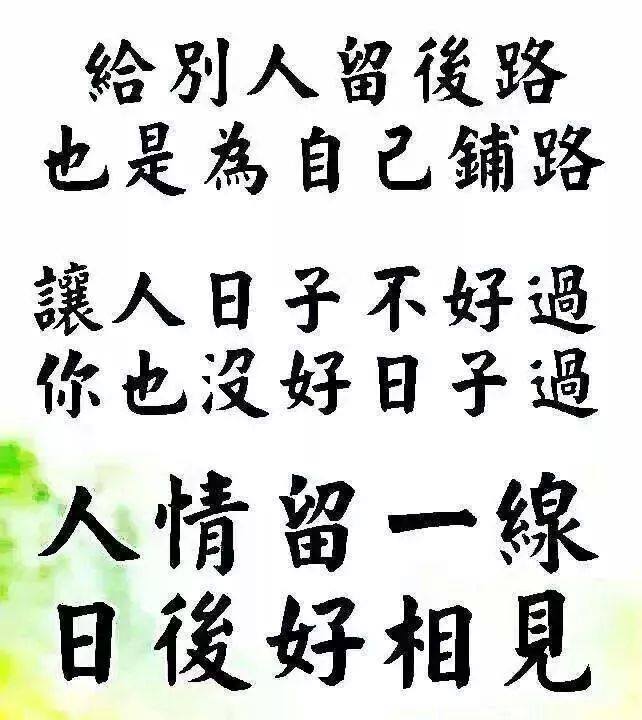 給別人留後路
也是為自己鋪路
讓人日子不好過
你也沒好日子過
人情留一線
日後好相見